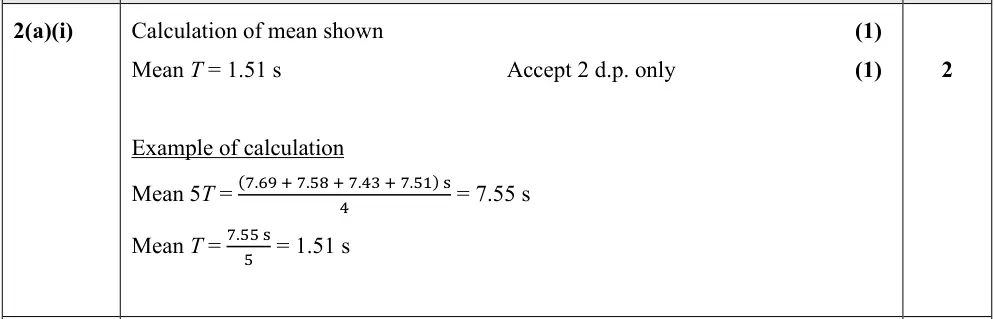 2(a)(i) Calculation of mean shown (1)
Mean T = 1.51 s Accept 2 d.p. only (1) 2
Example of calculation
Mean 5T = (7.69 + 7.58 + 7.43 + 7.51) s / 4 = 7.55 s
Mean T = 7.55 s / 5 = 1.51 s